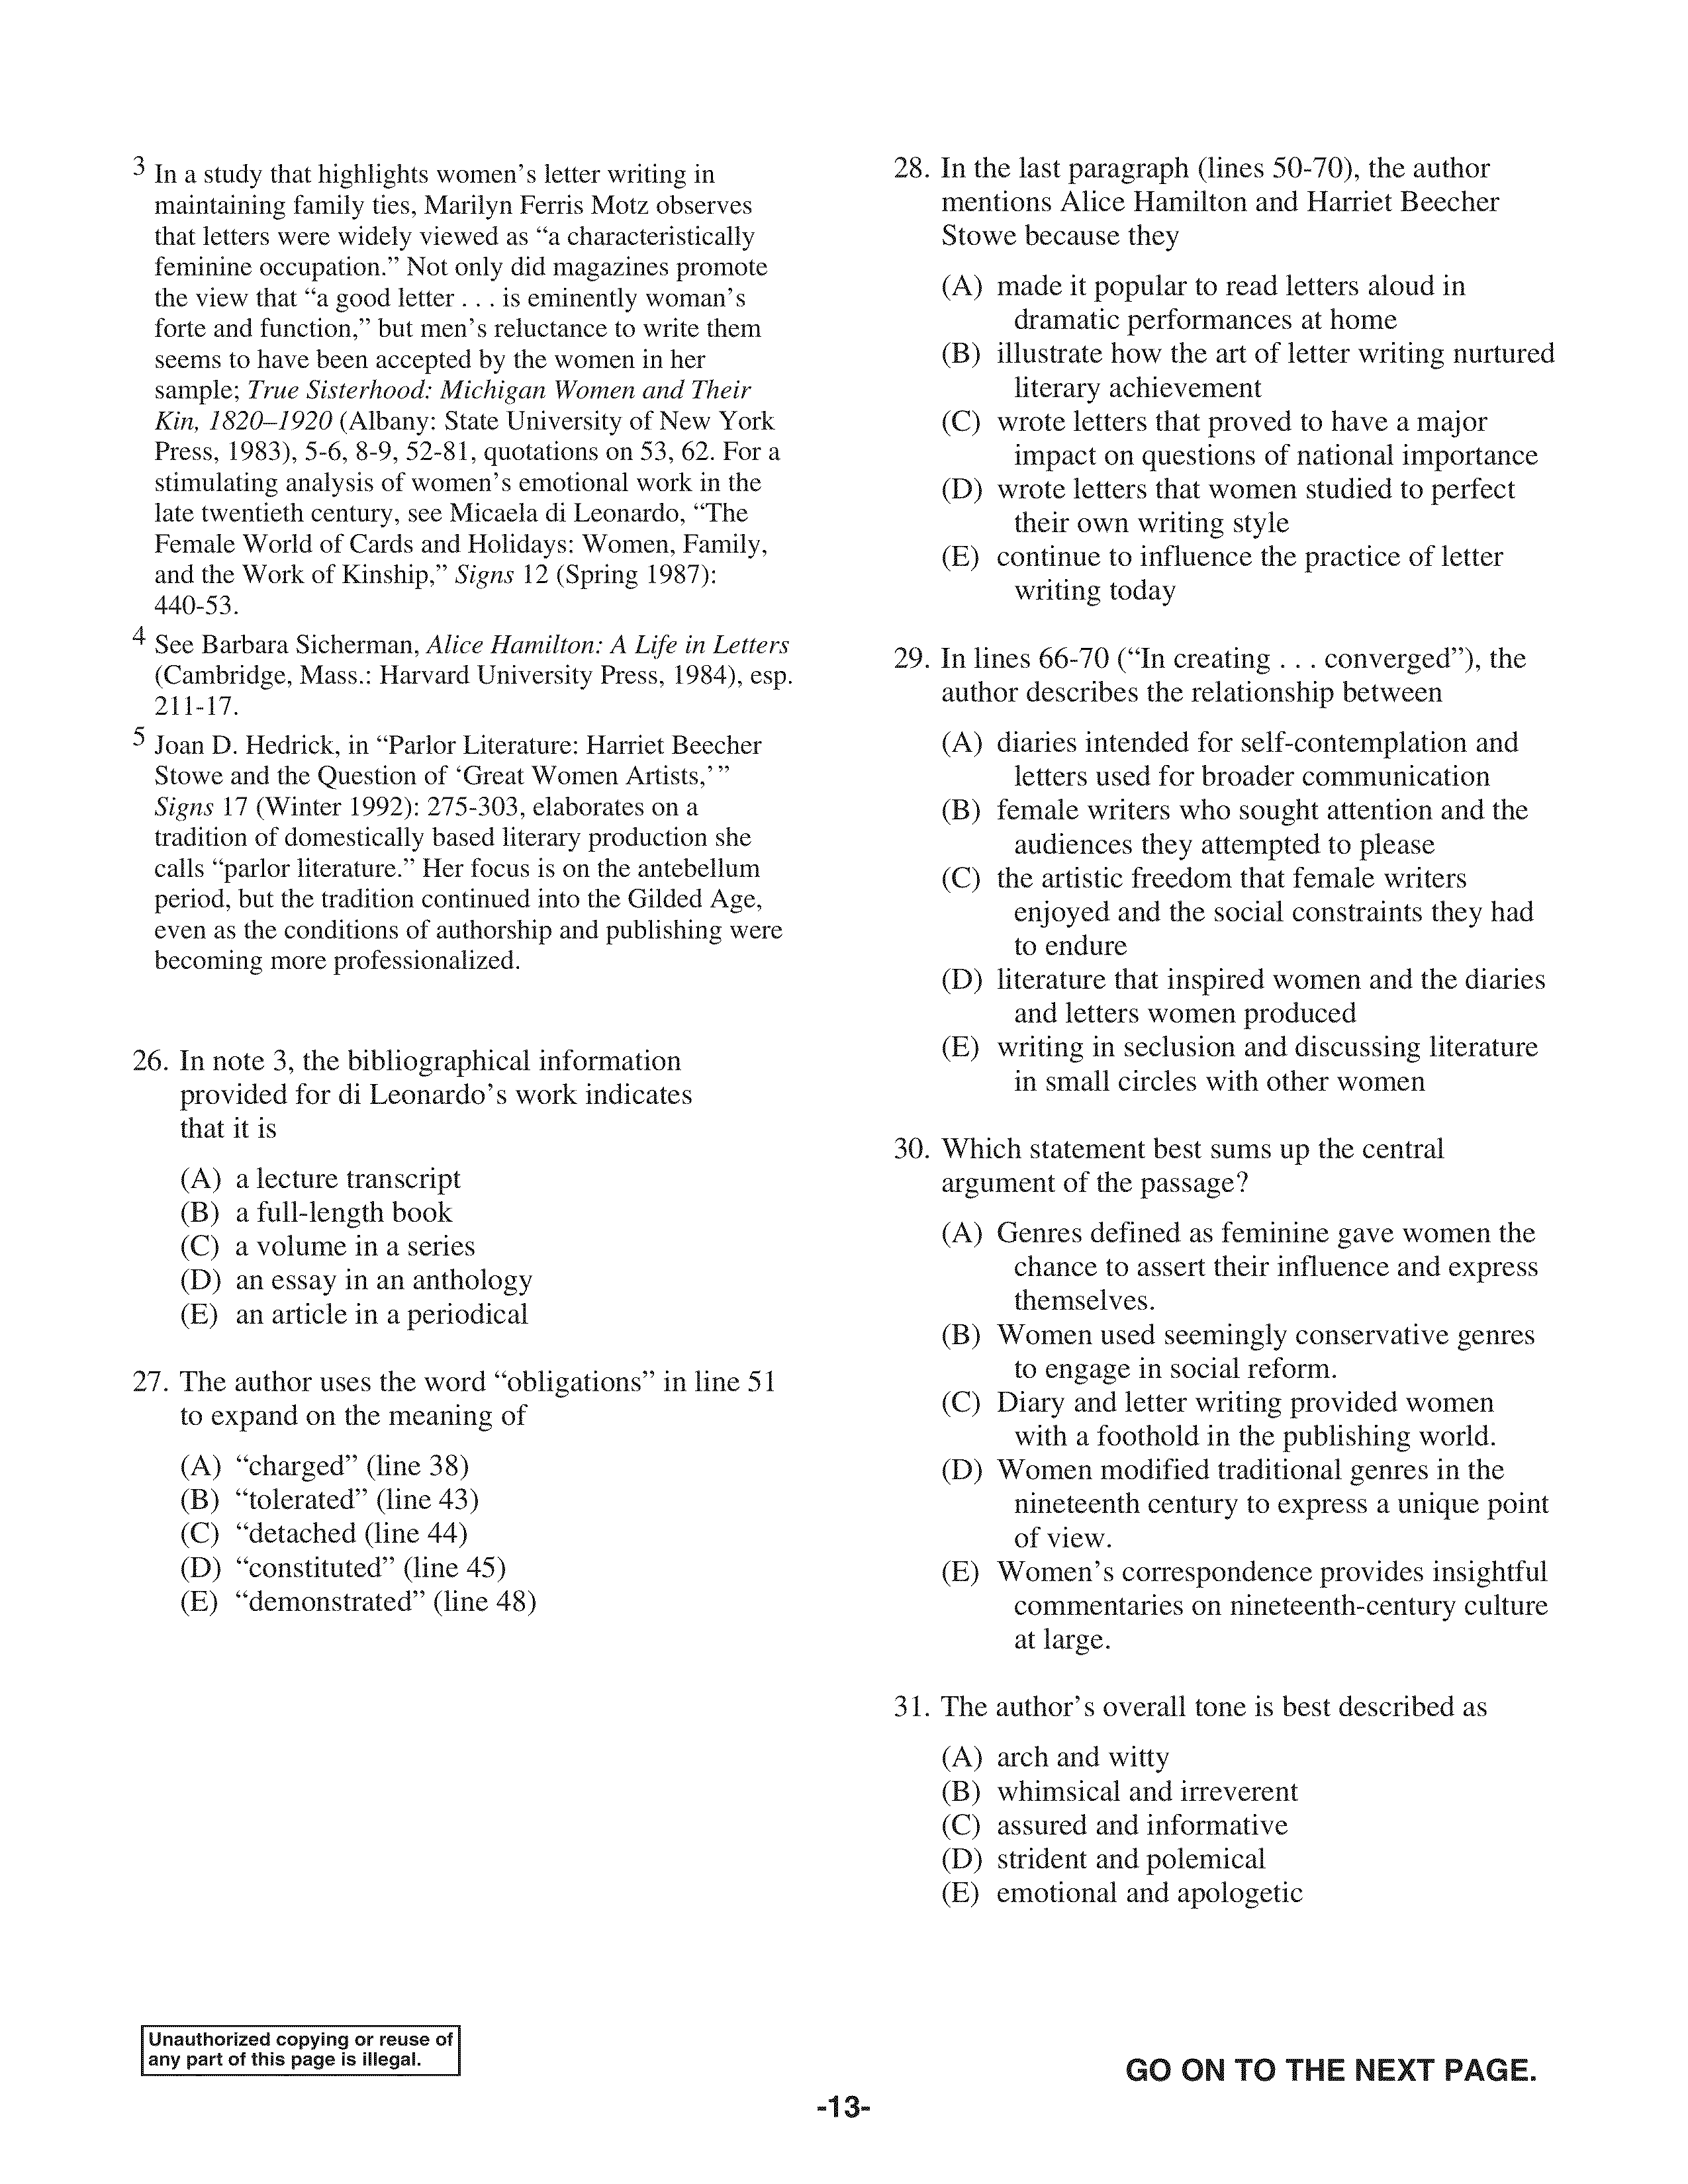 3 In a study that highlights women's letter writing in
maintaining family ties, Marilyn Ferris Motz observes
that letters were widely viewed as “a characteristically
feminine occupation.” Not only did magazines promote
the view that “a good letter . . . is eminently woman's
forte and function,” but men's reluctance to write them
seems to have been accepted by the women in her
sample; True Sisterhood: Michigan Women and Their
Kin, 1820–1920 (Albany: State University of New York
Press, 1983), 5-6, 8-9, 52-81, quotations on 53, 62. For a
stimulating analysis of women's emotional work in the
late twentieth century, see Micaela di Leonardo, “The
Female World of Cards and Holidays: Women, Family,
and the Work of Kinship,” Signs 12 (Spring 1987):
440-53.
4 See Barbara Sicherman, Alice Hamilton: A Life in Letters
(Cambridge, Mass.: Harvard University Press, 1984), esp.
211-17.
5 Joan D. Hedrick, in “Parlor Literature: Harriet Beecher
Stowe and the Question of ‘Great Women Artists,’ ”
Signs 17 (Winter 1992): 275-303, elaborates on a
tradition of domestically based literary production she
calls “parlor literature.” Her focus is on the antebellum
period, but the tradition continued into the Gilded Age,
even as the conditions of authorship and publishing were
becoming more professionalized.
26. In note 3, the bibliographical information
provided for di Leonardo's work indicates
that it is
(A) a lecture transcript
(B) a full-length book
(C) a volume in a series
(D) an essay in an anthology
(E) an article in a periodical
27. The author uses the word “obligations” in line 51
to expand on the meaning of
(A) “charged” (line 38)
(B) “tolerated” (line 43)
(C) “detached (line 44)
(D) “constituted” (line 45)
(E) “demonstrated” (line 48)
28. In the last paragraph (lines 50-70), the author
mentions Alice Hamilton and Harriet Beecher
Stowe because they
(A) made it popular to read letters aloud in
dramatic performances at home
(B) illustrate how the art of letter writing nurtured
literary achievement
(C) wrote letters that proved to have a major
impact on questions of national importance
(D) wrote letters that women studied to perfect
their own writing style
(E) continue to influence the practice of letter
writing today
29. In lines 66-70 (“In creating . . . converged”), the
author describes the relationship between
(A) diaries intended for self-contemplation and
letters used for broader communication
(B) female writers who sought attention and the
audiences they attempted to please
(C) the artistic freedom that female writers
enjoyed and the social constraints they had
to endure
(D) literature that inspired women and the diaries
and letters women produced
(E) writing in seclusion and discussing literature
in small circles with other women
30. Which statement best sums up the central
argument of the passage?
(A) Genres defined as feminine gave women the
chance to assert their influence and express
themselves.
(B) Women used seemingly conservative genres
to engage in social reform.
(C) Diary and letter writing provided women
with a foothold in the publishing world.
(D) Women modified traditional genres in the
nineteenth century to express a unique point
of view.
(E) Women's correspondence provides insightful
commentaries on nineteenth-century culture
at large.
31. The author's overall tone is best described as
(A) arch and witty
(B) whimsical and irreverent
(C) assured and informative
(D) strident and polemical
(E) emotional and apologetic
Unauthorized copying or reuse of
any part of this page is illegal.
GO ON TO THE NEXT PAGE.
-13-